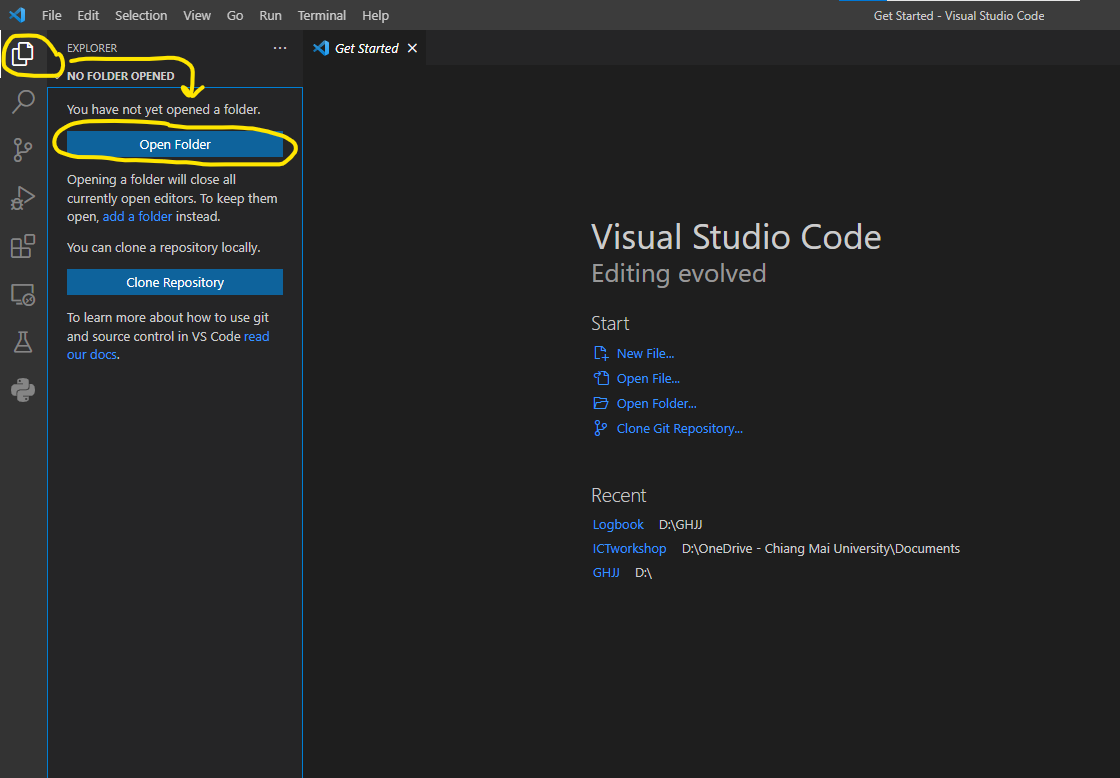 File Edit Selection View Go Run Terminal Help
Get Started - Visual Studio Code
EXPLORER
Get Started
NO FOLDER OPENED
You have not yet opened a folder.
Open Folder
Opening a folder will close all
currently open editors. To keep them
open, add a folder instead.
You can clone a repository locally.
Clone Repository
To learn more about how to use git
and source control in VS Code read
our docs.
Visual Studio Code
Editing evolved
Start
New File...
Open File...
Open Folder...
Clone Git Repository...
Recent
Logbook D:\GHJJ
ICTworkshop D:\OneDrive - Chiang Mai University\Documents
GHJJ D:\